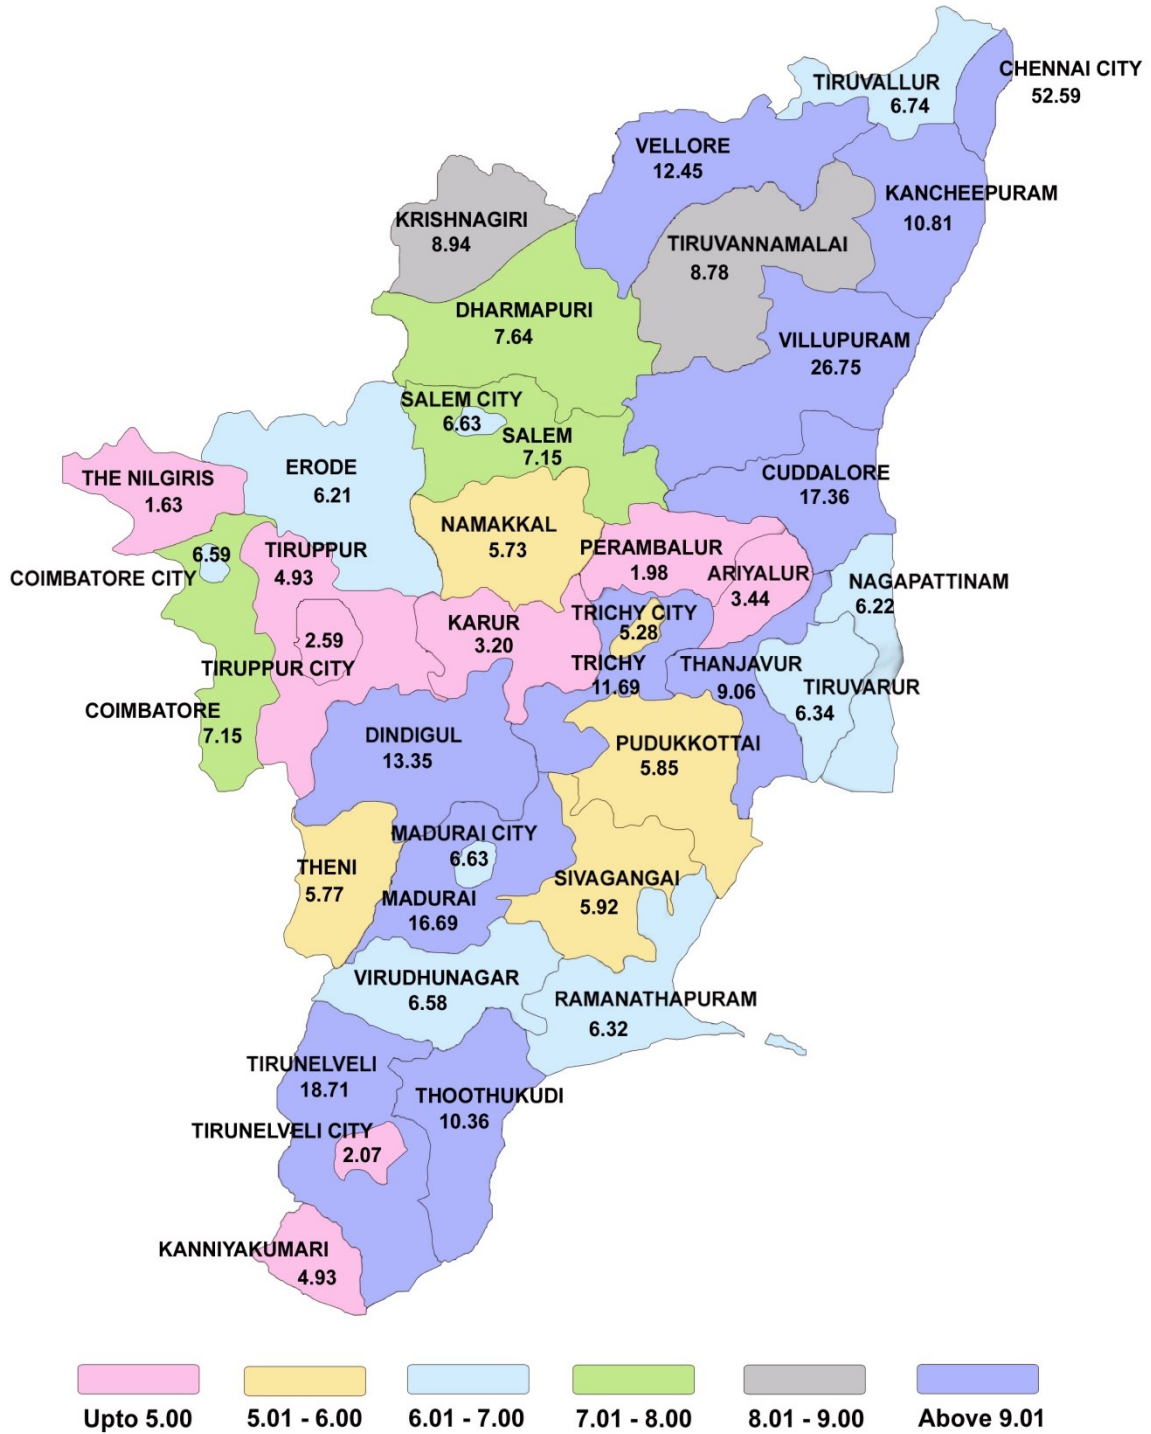 CHENNAI CITY
52.59
TIRUVALLUR
6.74
VELLORE
12.45
KANCHEEPURAM
10.81
KRISHNAGIRI
8.94
TIRUVANNAMALAI
8.78
DHARMAPURI
7.64
VILLUPURAM
26.75
SALEM CITY
6.63
SALEM
7.15
ERODE
6.21
THE NILGIRIS
1.63
CUDDALORE
17.36
NAMAKKAL
5.73
PERAMBALUR
1.98
ARIYALUR
3.44
TIRUPPUR
4.93
6.59
COIMBATORE CITY
NAGAPATTINAM
6.22
TRICHY CITY
5.28
KARUR
3.20
2.59
TIRUPPUR CITY
TRICHY
11.69
THANJAVUR
9.06
TIRUVARUR
6.34
COIMBATORE
7.15
DINDIGUL
13.35
PUDUKKOTTAI
5.85
MADURAI CITY
6.63
THENI
5.77
SIVAGANGAI
5.92
MADURAI
16.69
VIRUDHUNAGAR
6.58
RAMANATHAPURAM
6.32
TIRUNELVELI
18.71
THOOTHUKUDI
10.36
TIRUNELVELI CITY
2.07
KANNIYAKUMARI
4.93
Upto 5.00
5.01 - 6.00
6.01 - 7.00
7.01 - 8.00
8.01 - 9.00
Above 9.01